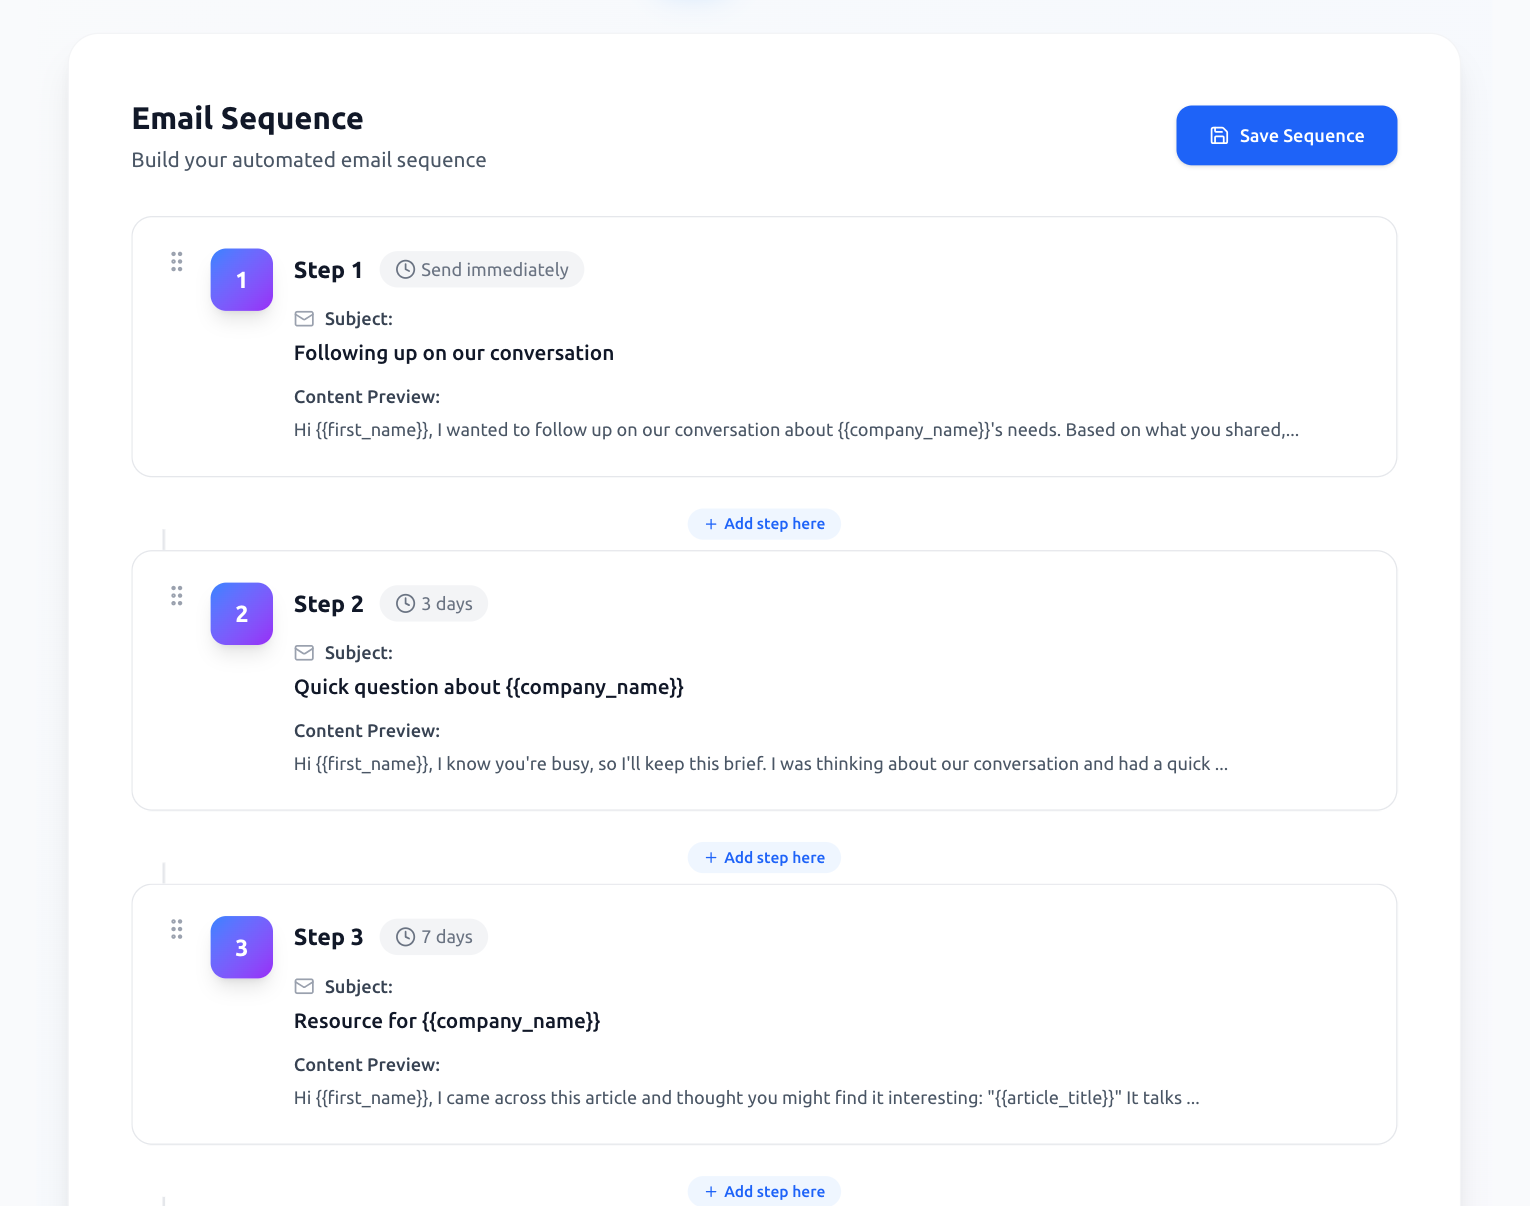 Email Sequence
Build your automated email sequence
Save Sequence
1
Step 1
Send immediately
Subject:
Following up on our conversation
Content Preview:
Hi {{first_name}}, I wanted to follow up on our conversation about {{company_name}}'s needs. Based on what you shared,...
+ Add step here
2
Step 2
3 days
Subject:
Quick question about {{company_name}}
Content Preview:
Hi {{first_name}}, I know you're busy, so I'll keep this brief. I was thinking about our conversation and had a quick ...
+ Add step here
3
Step 3
7 days
Subject:
Resource for {{company_name}}
Content Preview:
Hi {{first_name}}, I came across this article and thought you might find it interesting: "{{article_title}}" It talks ...
+ Add step here